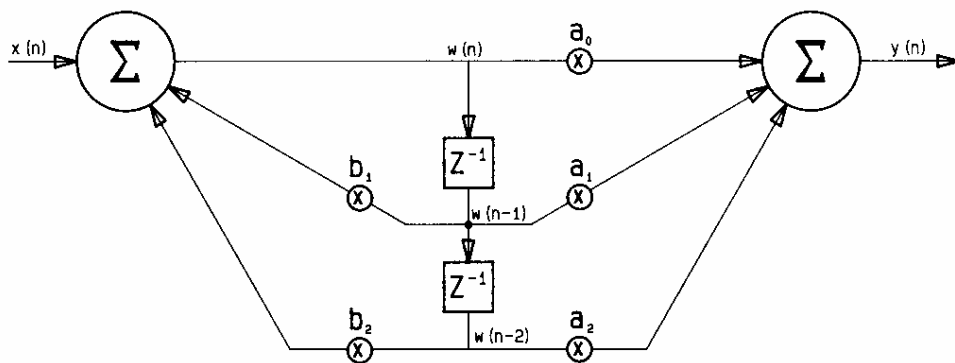 x(n)
Σ
w(n)
a₀
Σ
y(n)
b₁
Z⁻¹
a₁
w(n-1)
Z⁻¹
b₂
a₂
w(n-2)
x
x
x
x
x